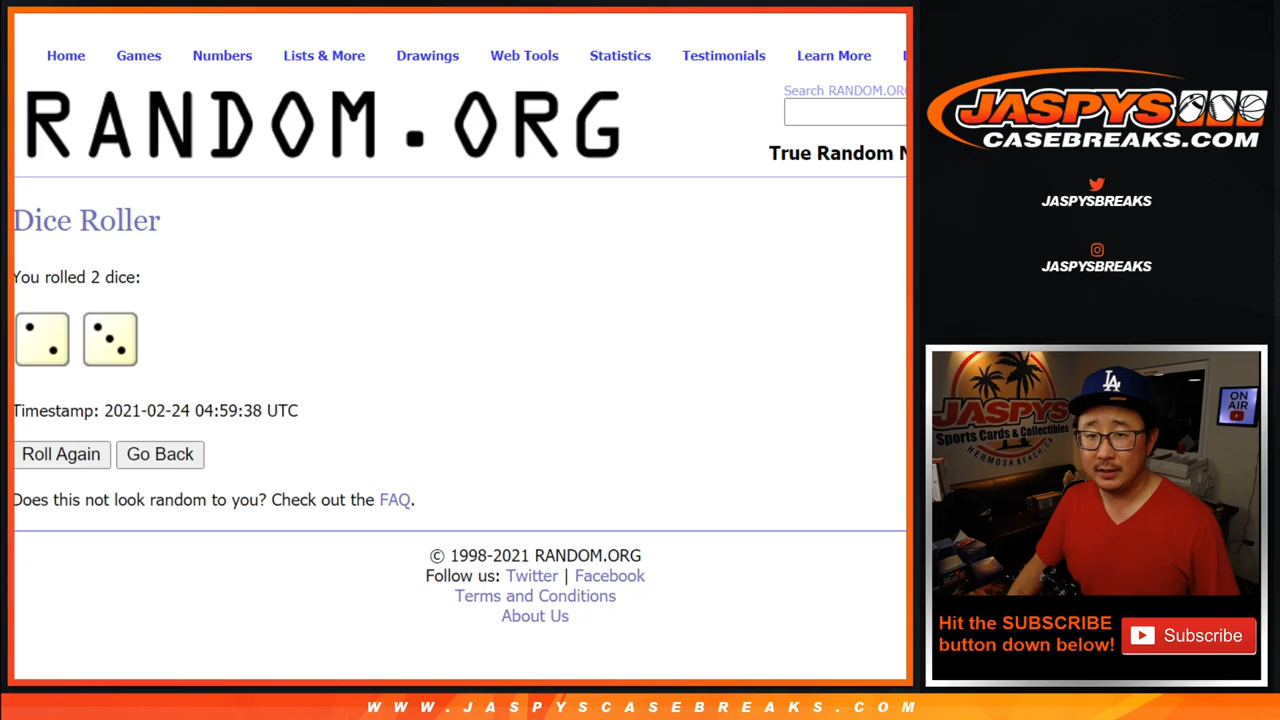 Home Games Numbers Lists & More Drawings Web Tools Statistics Testimonials Learn More
RANDOM.ORG
Search RANDOM.ORG
True Random N
Dice Roller
You rolled 2 dice:
Timestamp: 2021-02-24 04:59:38 UTC
Roll Again Go Back
Does this not look random to you? Check out the FAQ.
© 1998-2021 RANDOM.ORG
Follow us: Twitter | Facebook
Terms and Conditions
About Us
JASPYS
CASEBREAKS.COM
JASPYSBREAKS
JASPYSBREAKS
JASPYS
Sports Cards & Collectibles
HERMOSA BEACH, CA
LA
ON
AIR
Hit the SUBSCRIBE
button down below!
Subscribe
WWW.JASPYSCASEBREAKS.COM